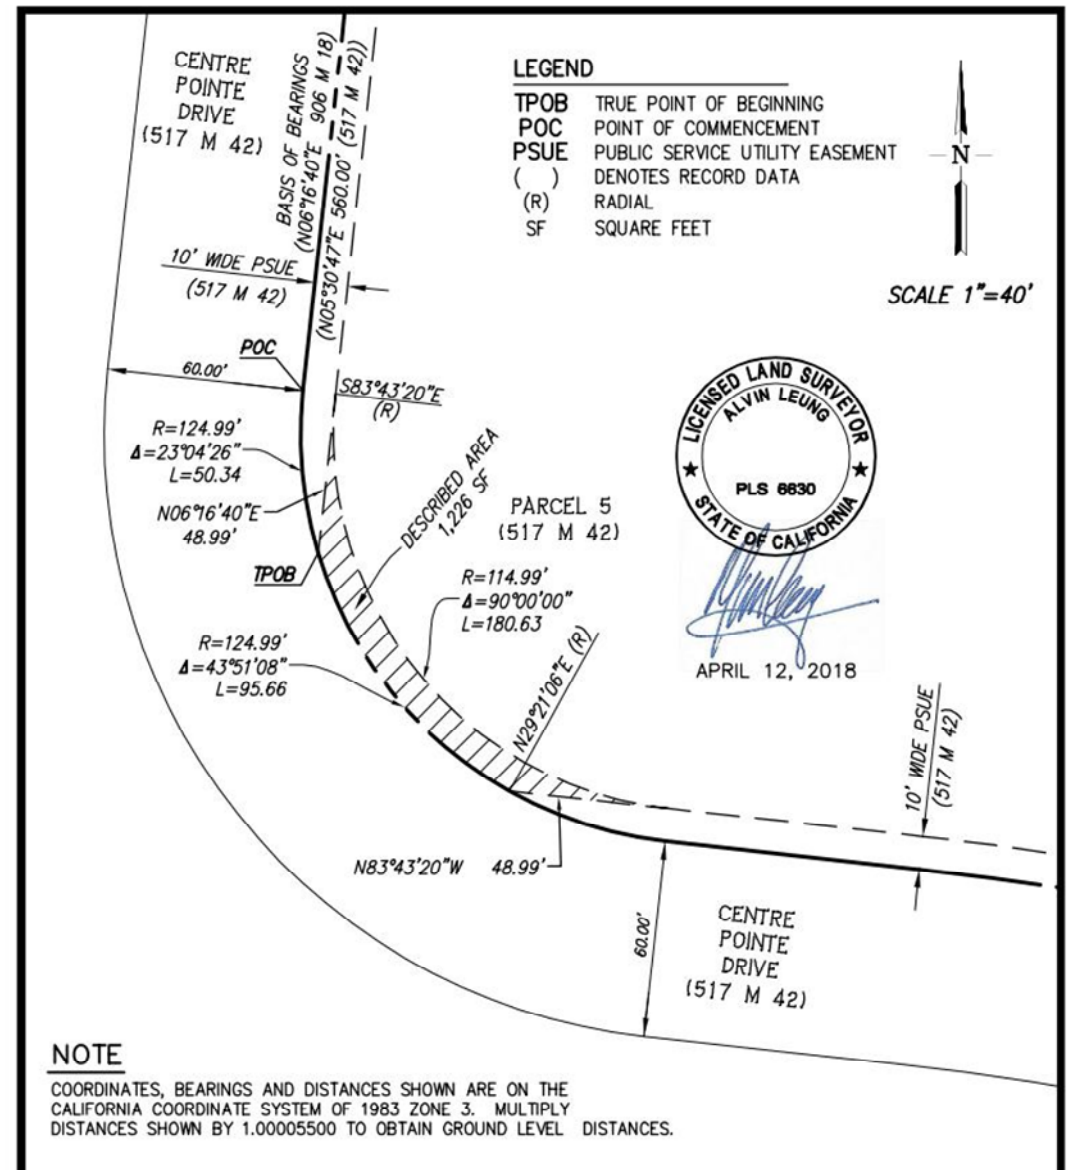 CENTRE
POINTE
DRIVE
(517 M 42)
BASIS OF BEARINGS
(N06°16'40"E 906 M 18)
(N05°30'47"E 560.00' (517 M 42))
LEGEND
TPOB TRUE POINT OF BEGINNING
POC POINT OF COMMENCEMENT
PSUE PUBLIC SERVICE UTILITY EASEMENT
( ) DENOTES RECORD DATA
(R) RADIAL
SF SQUARE FEET
N
SCALE 1"=40'
10' WIDE PSUE
(517 M 42)
POC
60.00'
S83°43'20"E
(R)
R=124.99'
Δ=23°04'26"
L=50.34
N06°16'40"E
48.99'
TPOB
DESCRIBED AREA
1,226 SF
PARCEL 5
(517 M 42)
R=114.99'
Δ=90°00'00"
L=180.63
LICENSED LAND SURVEYOR
ALVIN LEUNG
PLS 6630
STATE OF CALIFORNIA
APRIL 12, 2018
R=124.99'
Δ=43°51'08"
L=95.66
N29°21'06"E (R)
10' WIDE PSUE
(517 M 42)
N83°43'20"W 48.99'
60.00'
CENTRE
POINTE
DRIVE
(517 M 42)
NOTE
COORDINATES, BEARINGS AND DISTANCES SHOWN ARE ON THE
CALIFORNIA COORDINATE SYSTEM OF 1983 ZONE 3. MULTIPLY
DISTANCES SHOWN BY 1.00005500 TO OBTAIN GROUND LEVEL DISTANCES.